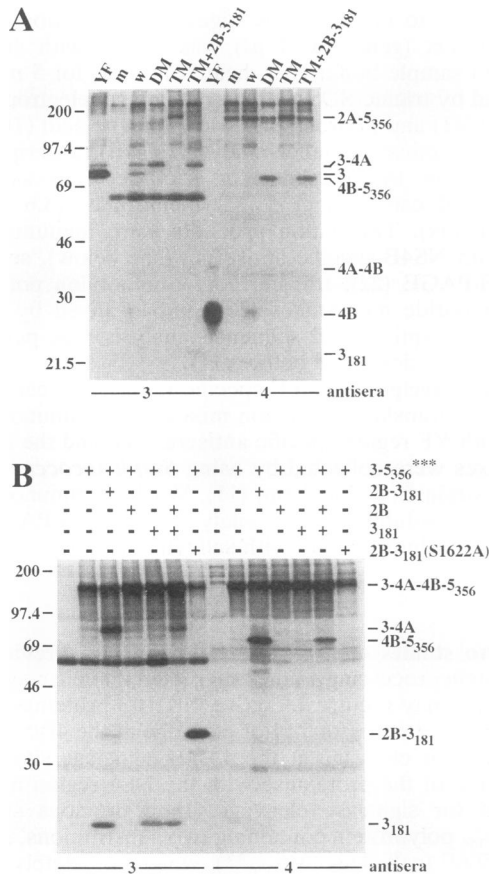 A
YF m w DM TM TM+2B-3₁₈₁ YF m w DM TM TM+2B-3₁₈₁
200
97.4
69
46
30
21.5
2A-5₃₅₆
3-4A
3
4B-5₃₅₆
4A-4B
4B
3₁₈₁
3 4 antisera
B
- + + + + + + - + + + + + + 3-5₃₅₆***
- - + - - - - - - + - - - - 2B-3₁₈₁
- - - + - + - - - - + - + - 2B
- - - - + + - - - - - + + - 3₁₈₁
- - - - - - + - - - - - - + 2B-3₁₈₁(S1622A)
200
97.4
69
46
30
3-4A-4B-5₃₅₆
3-4A
4B-5₃₅₆
2B-3₁₈₁
3₁₈₁
3 4 antisera